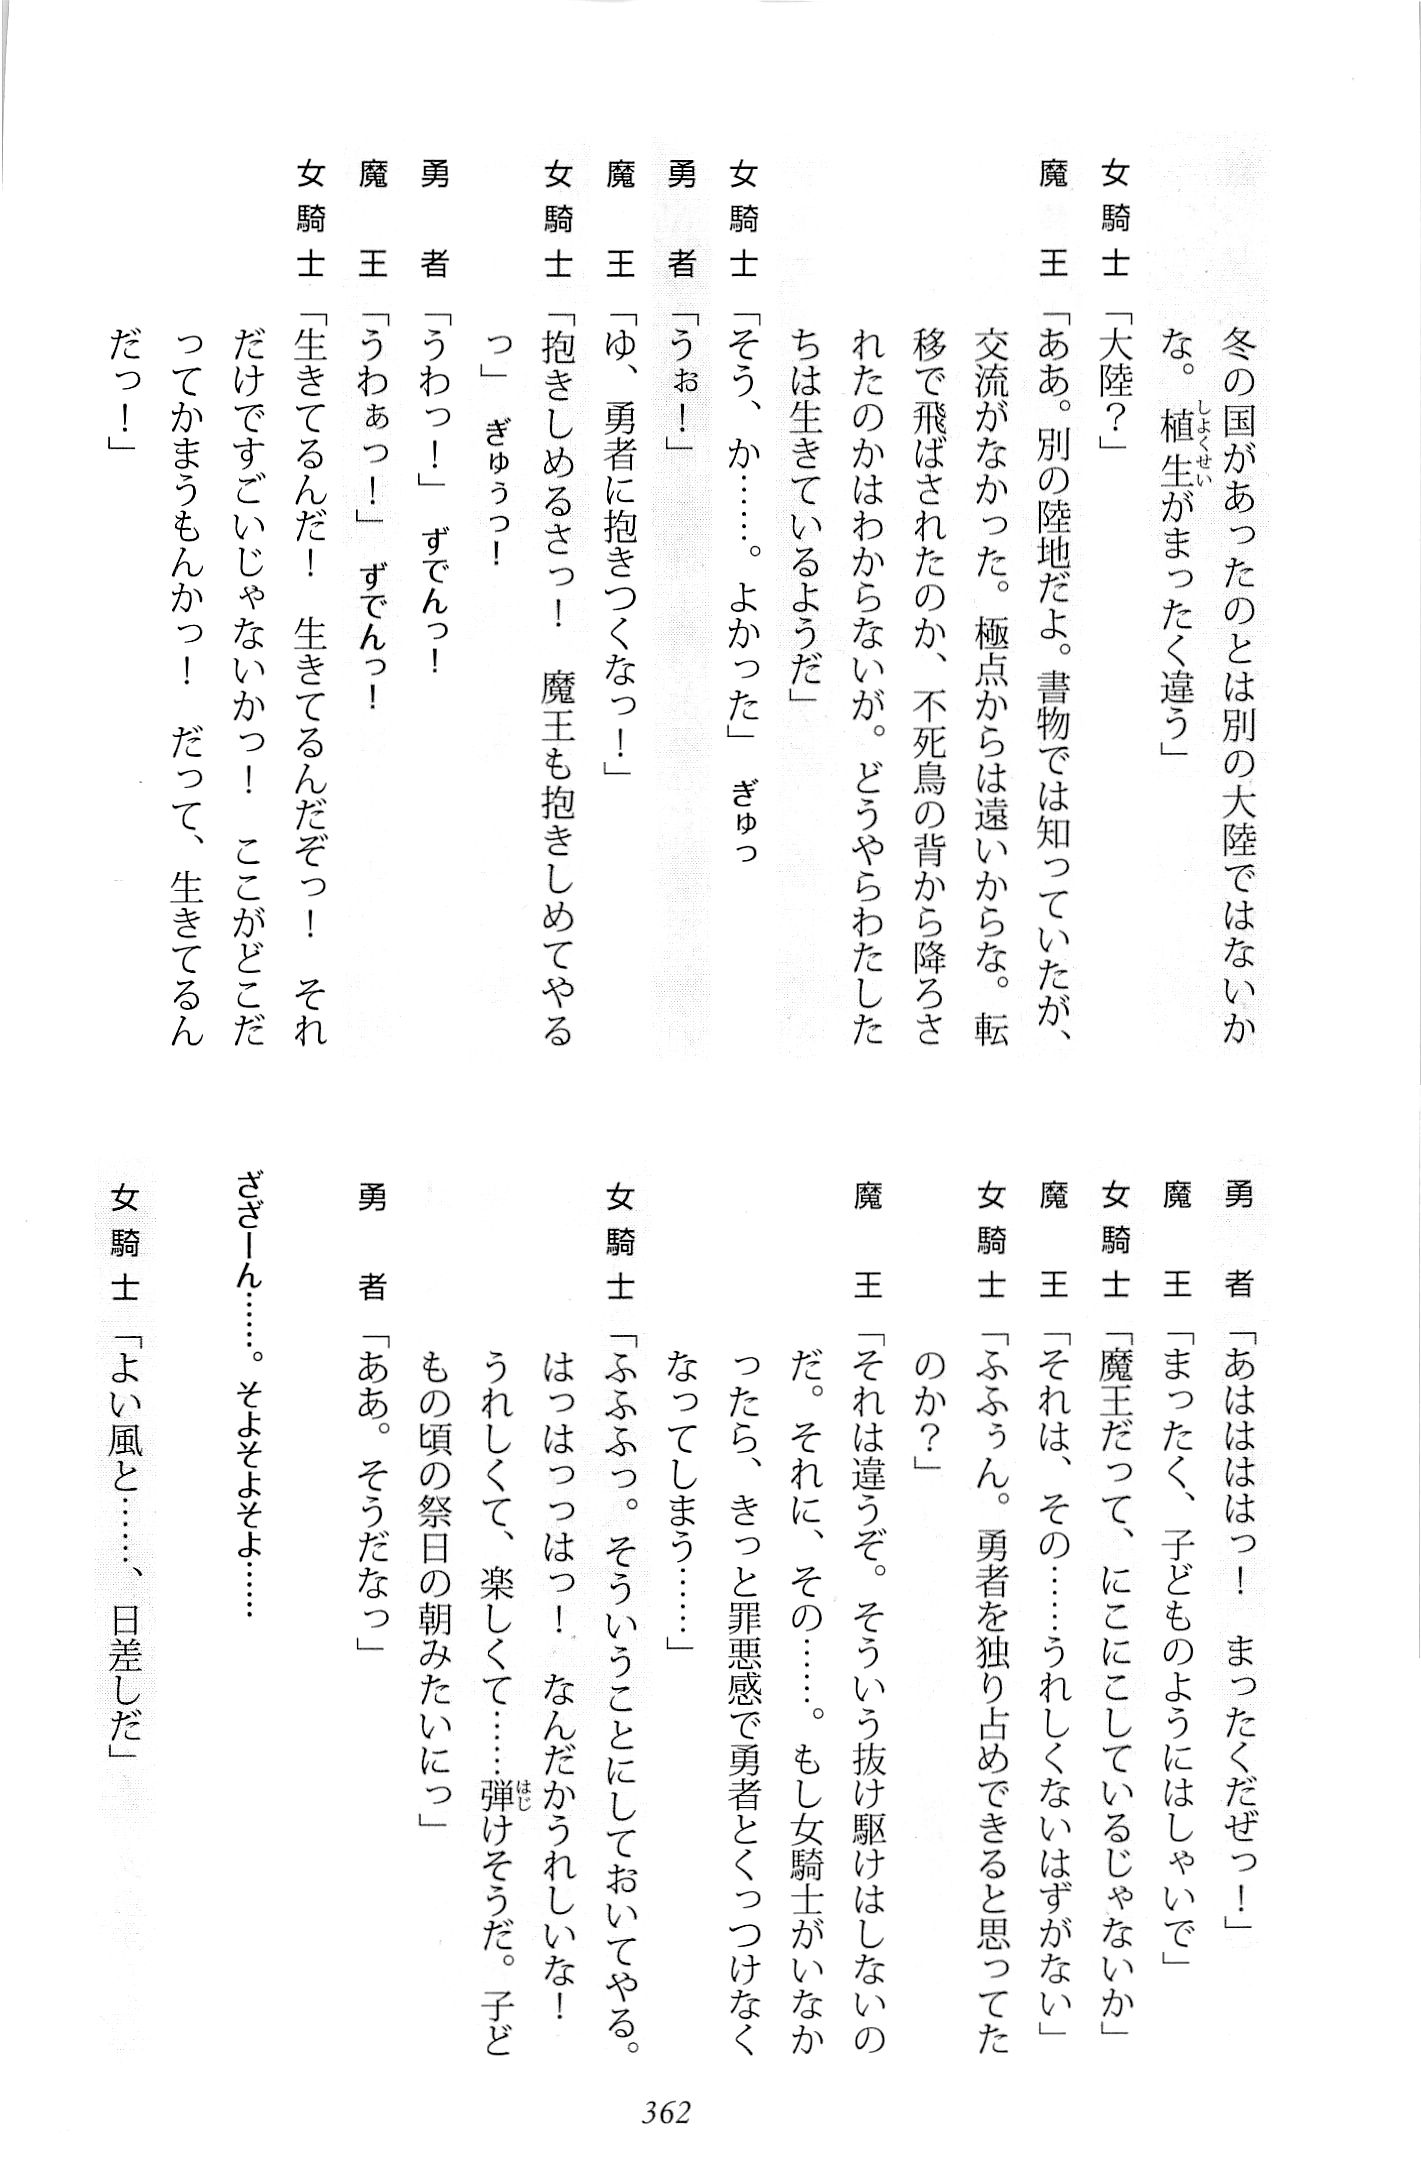 冬の国があったのとは別の大陸ではないか
な。植生がまったく違う」
女騎士「大陸？」
魔　王「ああ。別の陸地だよ。書物では知っていたが、
交流がなかった。極点からは遠いからな。転
移で飛ばされたのか、不死鳥の背から降ろさ
れたのかはわからないが。どうやらわたした
ちは生きているようだ」
女騎士「そう、か……。よかった」　ぎゅっ
勇　者「うぉ！」
魔　王「ゆ、勇者に抱きつくなっ！」
女騎士「抱きしめるさっ！　魔王も抱きしめてやる
っ」　ぎゅぅっ！
勇　者「うわっ！」　ずでんっ！
魔　王「うわぁっ！」　ずでんっ！
女騎士「生きてるんだ！　生きてるんだぞっ！　それ
だけですごいじゃないかっ！　ここがどこだ
ってかまうもんかっ！　だって、生きてるん
だっ！」
勇　者「あはははっ！　まったくだぜっ！」
魔　王「まったく、子どものようにはしゃいで」
女騎士「魔王だって、にこにこしているじゃないか」
魔　王「それは、その……うれしくないはずがない」
女騎士「ふふぅん。勇者を独り占めできると思ってた
のか？」
魔　王「それは違うぞ。そういう抜け駆けはしないの
だ。それに、その……。もし女騎士がいなか
ったら、きっと罪悪感で勇者とくっつけなく
なってしまう……」
女騎士「ふふふっ。そういうことにしておいてやる。
はっはっっはっ！　なんだかうれしいな！
うれしくて、楽しくて……弾けそうだ。子ど
もの頃の祭日の朝みたいにっ」
勇　者「ああ。そうだなっ」
ざざーん……。そよそよそよ……
女騎士「よい風と……、日差しだ」
362